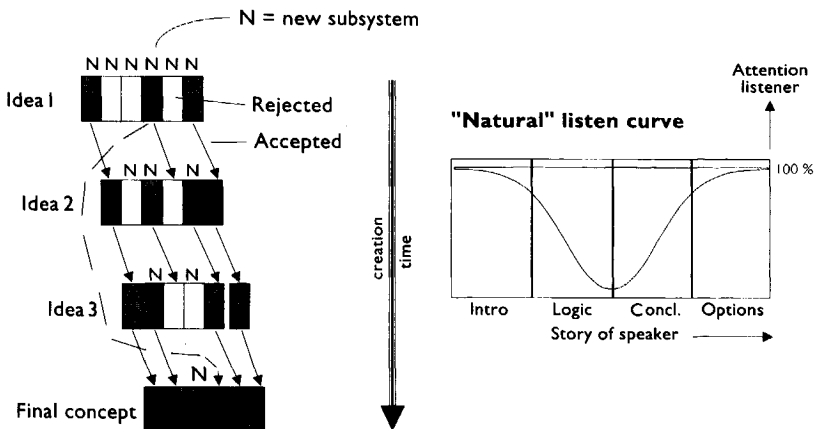 N = new subsystem
N N N N N N
Idea 1
Rejected
Accepted
N N N
Idea 2
N N
Idea 3
N
Final concept
creation
time
Attention
listener
"Natural" listen curve
100 %
Intro Logic Concl. Options
Story of speaker